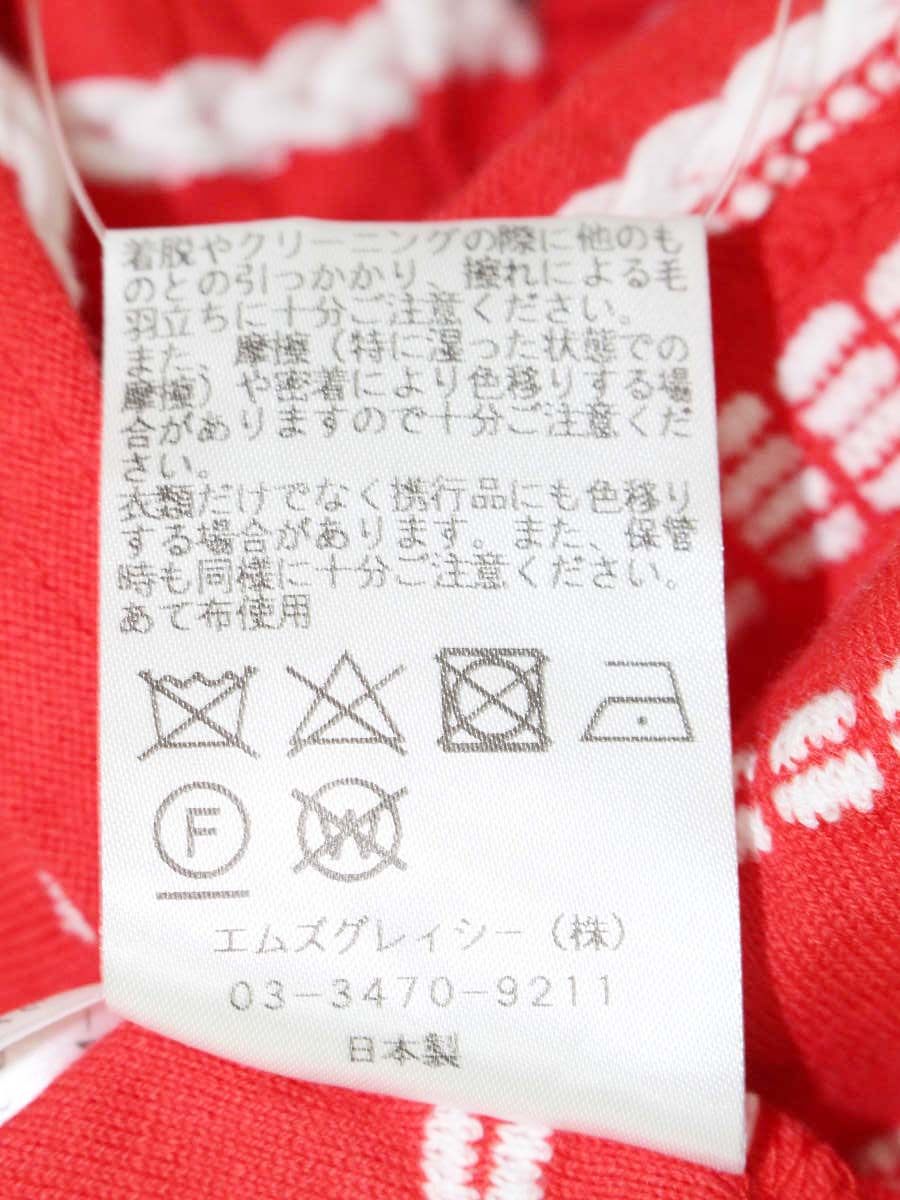 着脱やクリーニングの際に他のも
のとの引っかかり、擦れによる毛
羽立ちに十分ご注意ください。
また、摩擦（特に湿った状態での
摩擦）や密着により色移りする場
合がありますので十分ご注意くだ
さい。
衣類だけでなく携行品にも色移り
する場合があります。また、保管
時も同様に十分ご注意ください。
あて布使用
F
W
エムズグレイシー（株）
03-3470-9211
日本製